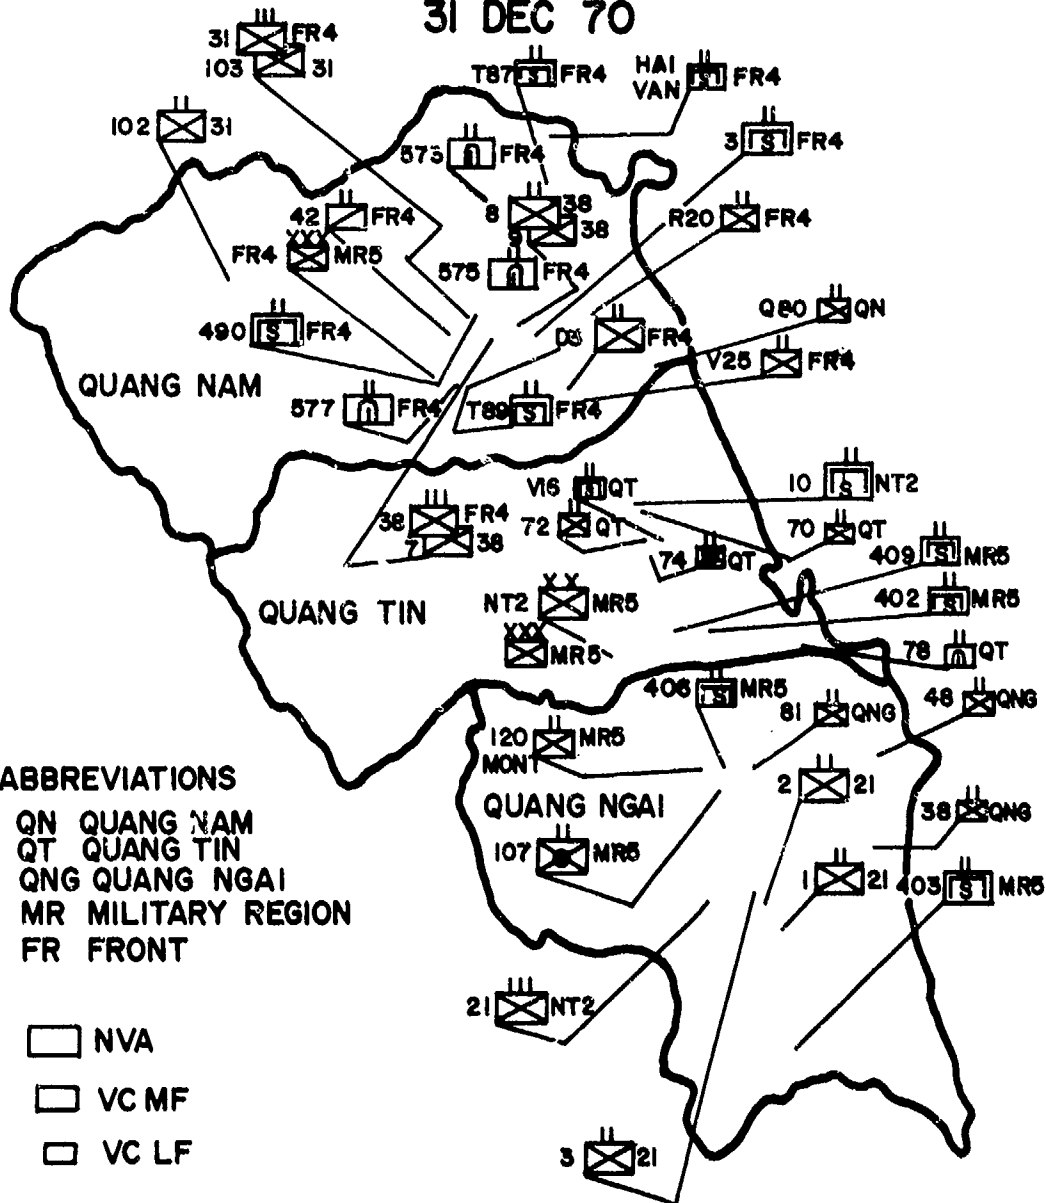 31 DEC 70
31 FR4
103 31
T87 S FR4
HAI
VAN S FR4
102 31
3 S FR4
573 FR4
42 FR4
8 38
9 38
R20 FR4
XXX
FR4 MR5
575 FR4
Q80 QN
490 S FR4
FR4
V25 FR4
QUANG NAM
577 FR4
T89 S FR4
V16 QT
10 S NT2
38 FR4
7 38
72 QT
70 QT
74 QT
409 S MR5
XX
NT2 MR5
402 S MR5
QUANG TIN
XXX
MR5
78 QT
406 S MR5
48 QNG
81 QNG
120 MR5
MONT
2 21
QUANG NGAI
38 QNG
107 MR5
1 21
403 S MR5
21 NT2
3 21
ABBREVIATIONS
QN QUANG NAM
QT QUANG TIN
QNG QUANG NGAI
MR MILITARY REGION
FR FRONT
NVA
VC MF
VC LF